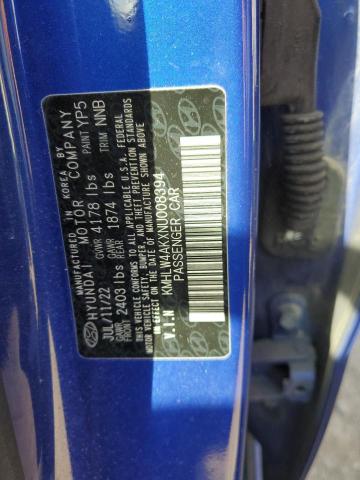 MANUFACTURED IN KOREA BY
HYUNDAI MOTOR COMPANY
JUL/11/22 GVWR 4178 lbs PAINT YP5
GAWR FRONT 2403 lbs GAWR REAR 1874 lbs TRIM NNB
THIS VEHICLE CONFORMS TO ALL APPLICABLE U.S.A. FEDERAL
MOTOR VEHICLE SAFETY, BUMPER, AND THEFT PREVENTION STANDARDS
IN EFFECT ON THE DATE OF MANUFACTURE SHOWN ABOVE
V.I.N KMHLW4AKXNU008394
PASSENGER CAR